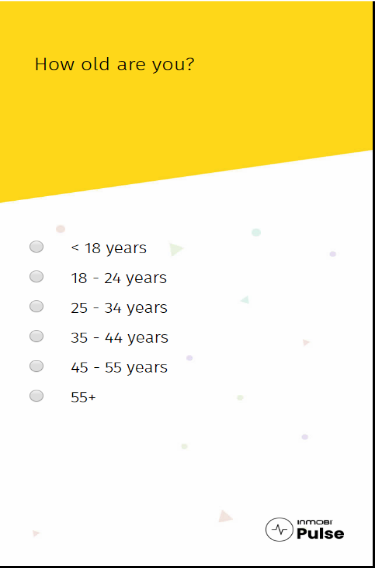 How old are you?
< 18 years
18 - 24 years
25 - 34 years
35 - 44 years
45 - 55 years
55+
INMOBI
Pulse